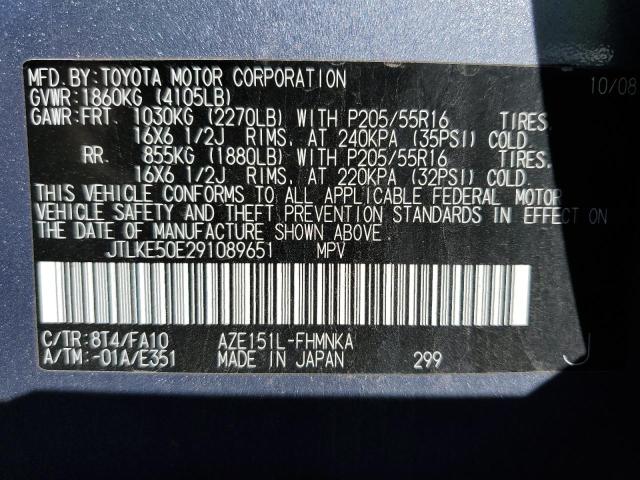 MFD.BY:TOYOTA MOTOR CORPORATION 10/08
GVWR:1860KG (4105LB)
GAWR:FRT. 1030KG (2270LB) WITH P205/55R16 TIRES,
16X6 1/2J RIMS, AT 240KPA (35PSI) COLD.
RR. 855KG (1880LB) WITH P205/55R16 TIRES,
16X6 1/2J RIMS, AT 220KPA (32PSI) COLD.
THIS VEHICLE CONFORMS TO ALL APPLICABLE FEDERAL MOTOR
VEHICLE SAFETY AND THEFT PREVENTION STANDARDS IN EFFECT ON
THE DATE OF MANUFACTURE SHOWN ABOVE.
JTLKE50E291089651 MPV
C/TR:8T4/FA10 AZE151L-FHMNKA
A/TM:-01A/E351 MADE IN JAPAN 299 J